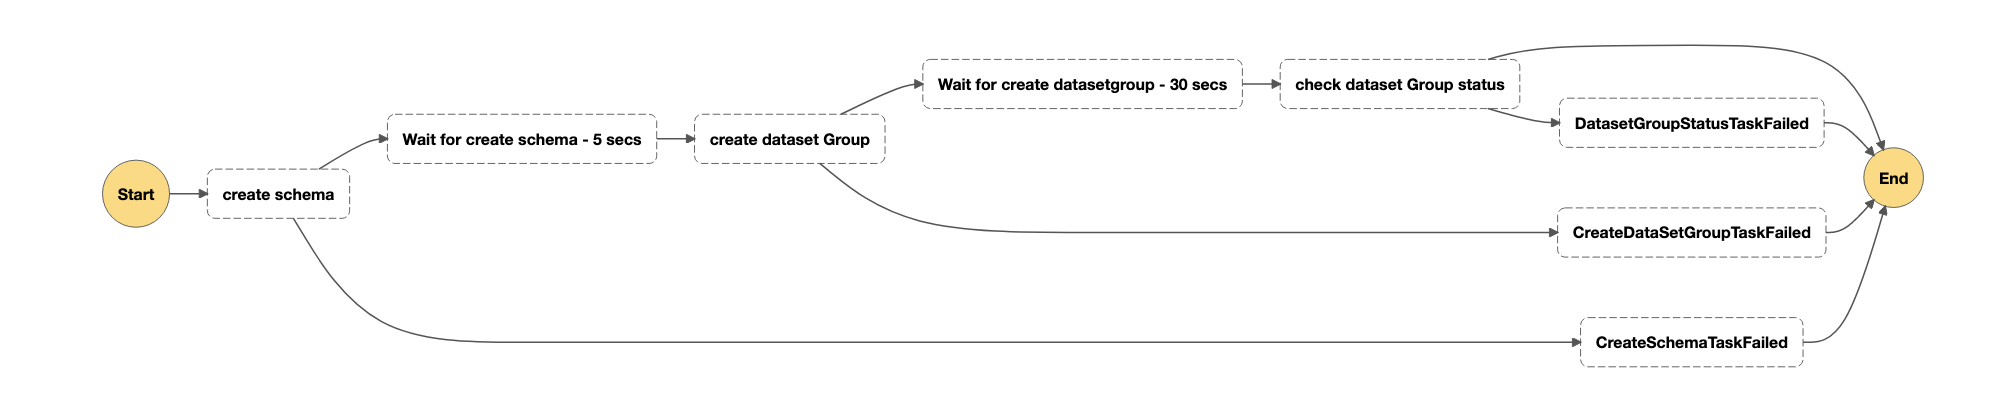 Start
create schema
Wait for create schema - 5 secs
create dataset Group
Wait for create datasetgroup - 30 secs
check dataset Group status
DatasetGroupStatusTaskFailed
CreateDataSetGroupTaskFailed
CreateSchemaTaskFailed
End